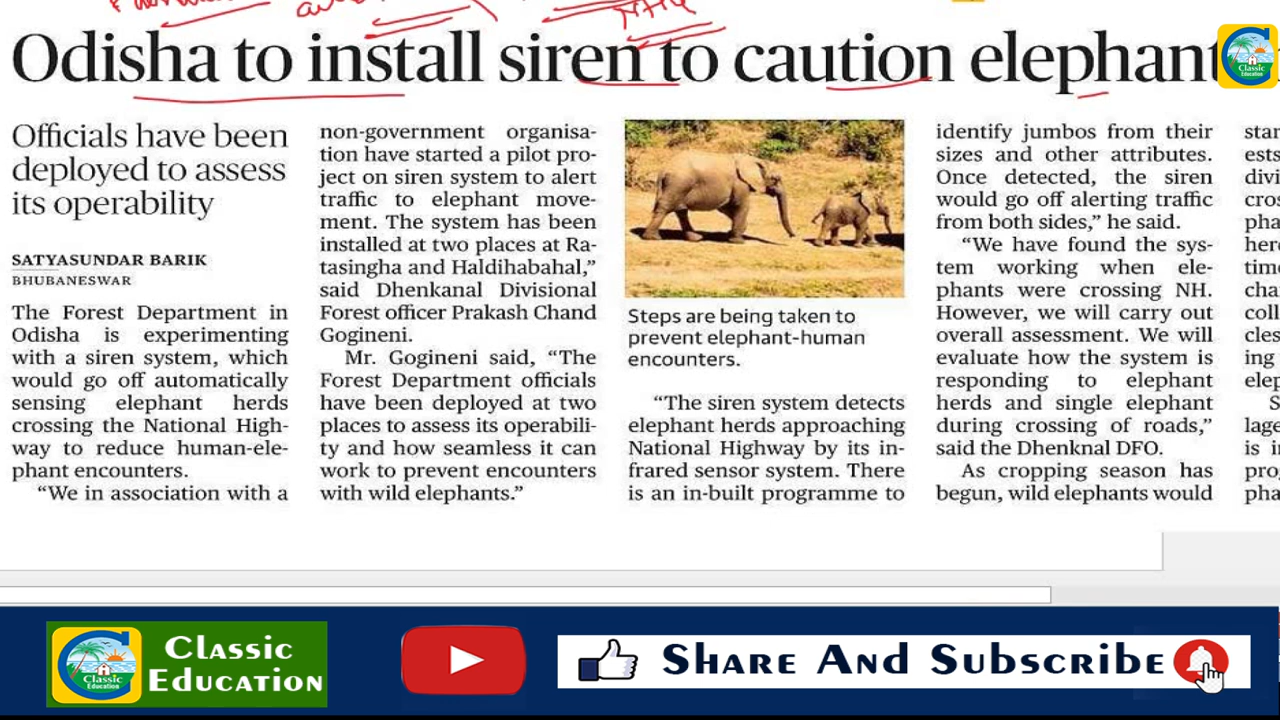 Odisha to install siren to caution elephant
Officials have been
deployed to assess
its operability
SATYASUNDAR BARIK
BHUBANESWAR
The Forest Department in
Odisha is experimenting
with a siren system, which
would go off automatically
sensing elephant herds
crossing the National High-
way to reduce human-ele-
phant encounters.
“We in association with a
non-government organisa-
tion have started a pilot pro-
ject on siren system to alert
traffic to elephant move-
ment. The system has been
installed at two places at Ra-
tasingha and Haldihabahal,”
said Dhenkanal Divisional
Forest officer Prakash Chand
Gogineni.
Mr. Gogineni said, “The
Forest Department officials
have been deployed at two
places to assess its operabili-
ty and how seamless it can
work to prevent encounters
with wild elephants.”
Steps are being taken to
prevent elephant-human
encounters.
“The siren system detects
elephant herds approaching
National Highway by its in-
frared sensor system. There
is an in-built programme to
identify jumbos from their
sizes and other attributes.
Once detected, the siren
would go off alerting traffic
from both sides,” he said.
“We have found the sys-
tem working when ele-
phants were crossing NH.
However, we will carry out
overall assessment. We will
evaluate how the system is
responding to elephant
herds and single elephant
during crossing of roads,”
said the Dhenknal DFO.
As cropping season has
begun, wild elephants would
Classic
Education
Classic
Education
Classic
Education
Share And Subscribe